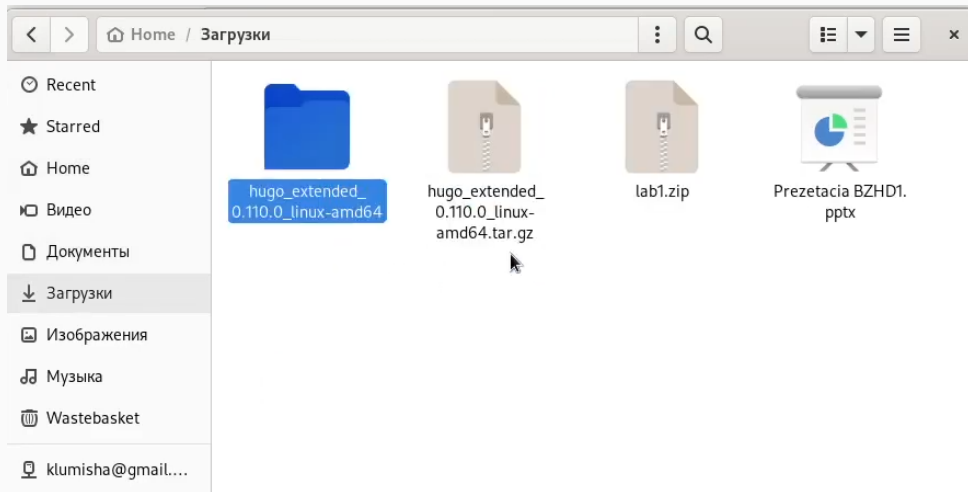 Home / Загрузки
Recent
Starred
Home
Видео
Документы
Загрузки
Изображения
Музыка
Wastebasket
klumisha@gmail....
hugo_extended_
0.110.0_linux-amd64
hugo_extended_
0.110.0_linux-
amd64.tar.gz
lab1.zip
Prezetacia BZHD1.
pptx